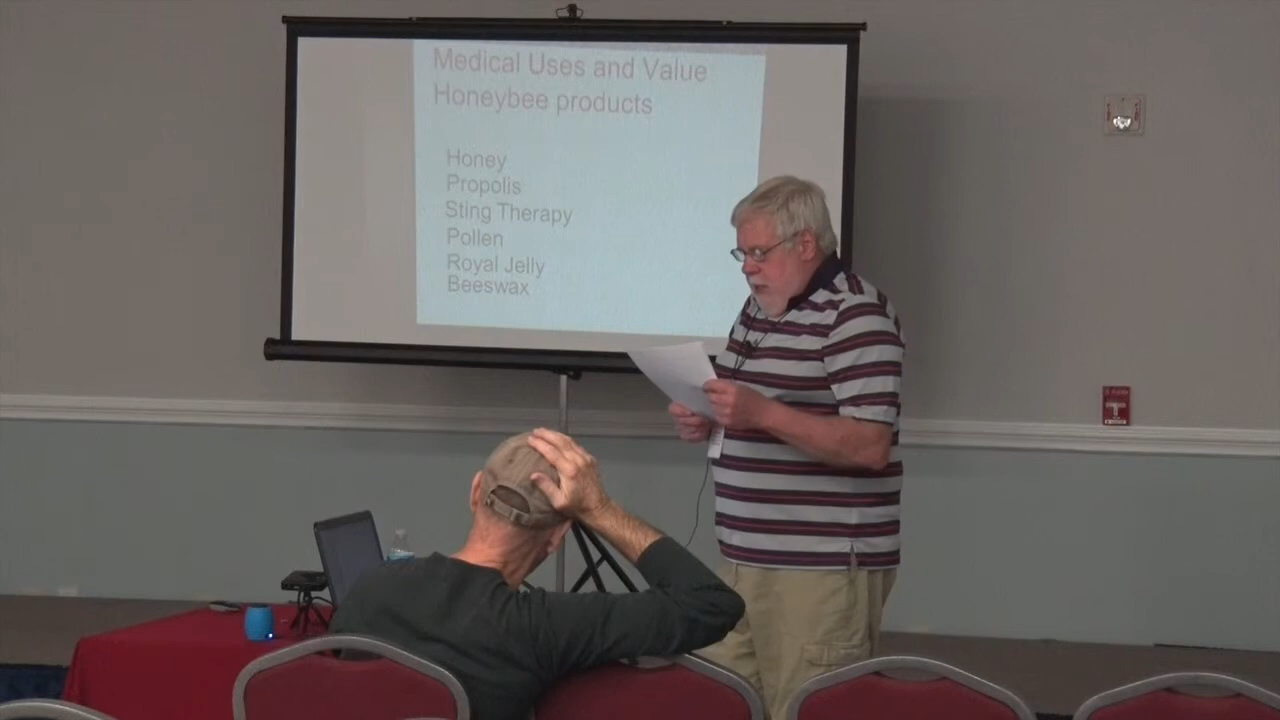 Medical Uses and Value
Honeybee products
Honey
Propolis
Sting Therapy
Pollen
Royal Jelly
Beeswax